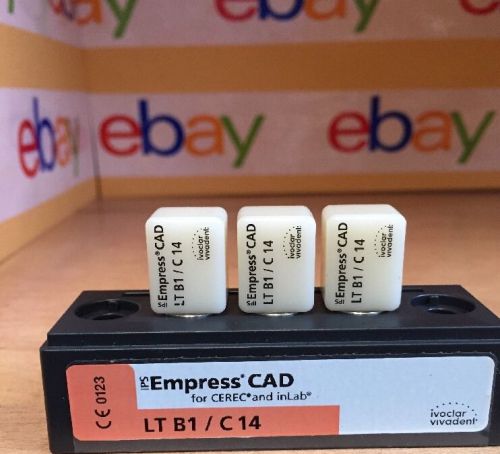 ebay
ebay
ebay
ebay
IPS Empress® CAD
LT B1 / C 14
ivoclar
vivadent
IPS Empress® CAD
LT B1 / C 14
ivoclar
vivadent
IPS Empress® CAD
LT B1 / C 14
ivoclar
vivadent
CE 0123
IPS Empress® CAD
for CEREC® and inLab®
LT B1 / C 14
ivoclar
vivadent